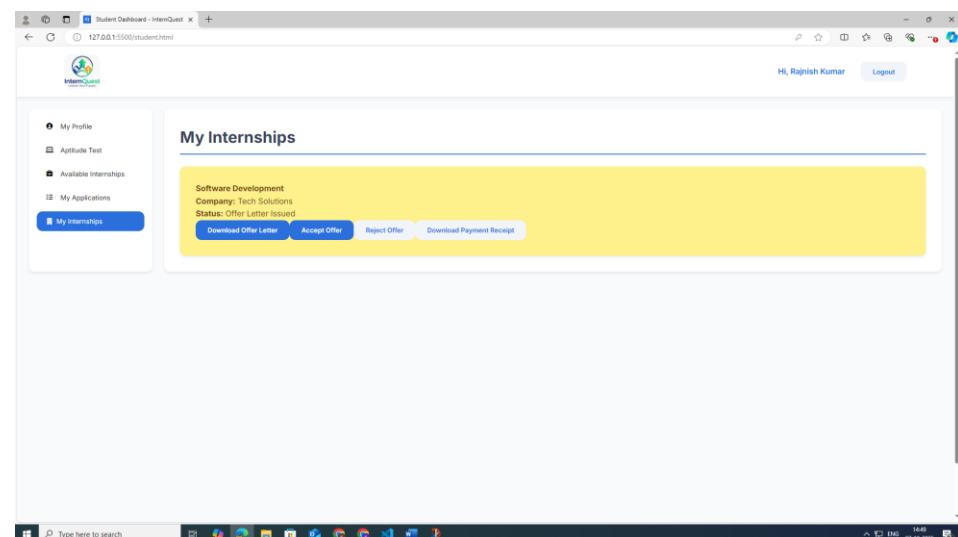 Student Dashboard - InternQuest
127.0.0.1:5500/student.html
InternQuest
Hi, Rajnish Kumar
Logout
My Profile
Aptitude Test
Available Internships
My Applications
My Internships
My Internships
Software Development
Company: Tech Solutions
Status: Offer Letter Issued
Download Offer Letter
Accept Offer
Reject Offer
Download Payment Receipt
Type here to search
ENG
14:48